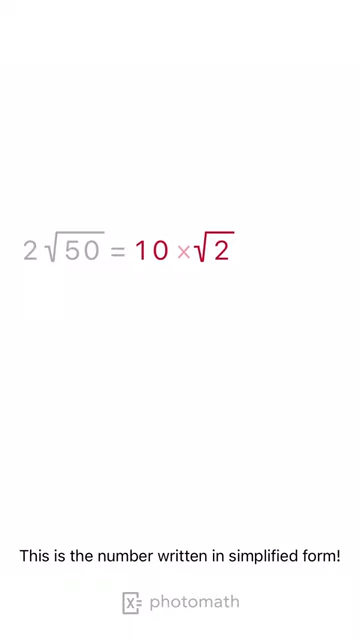 2√50 = 10 ×√2
This is the number written in simplified form!
photomath